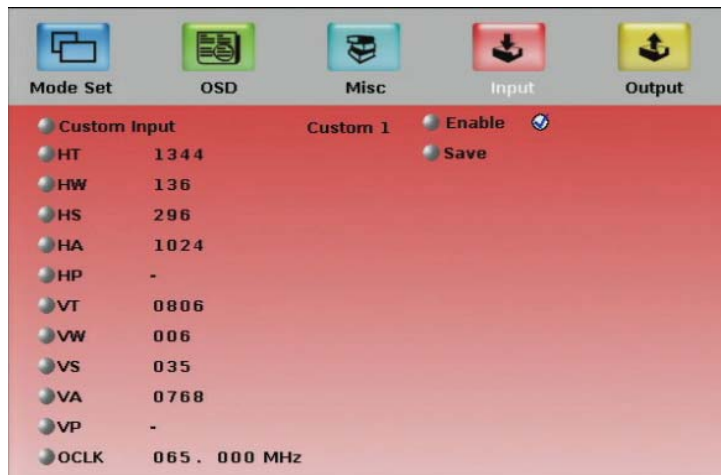 Mode Set OSD Misc Input Output
Custom Input Custom 1 Enable
HT 1344 Save
HW 136
HS 296
HA 1024
HP -
VT 0806
VW 006
VS 035
VA 0768
VP -
OCLK 065. 000 MHz